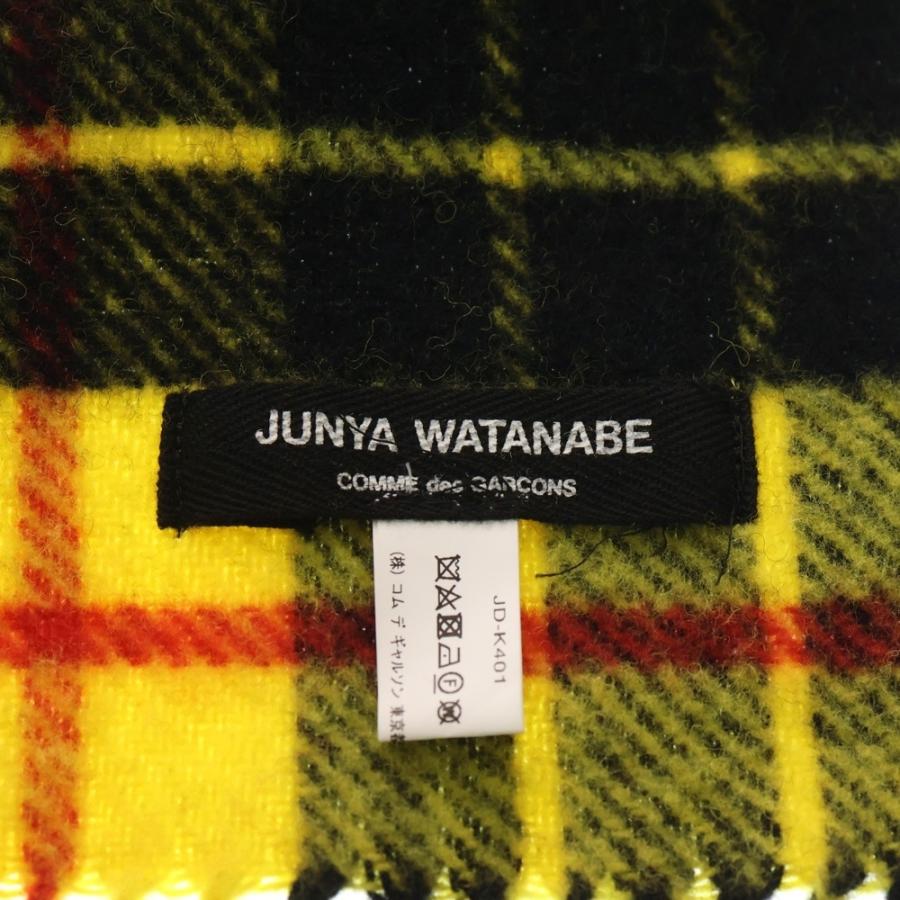 JUNYA WATANABE
COMME des GARCONS
JD-K401
(株) コム デ ギャルソン 東京都